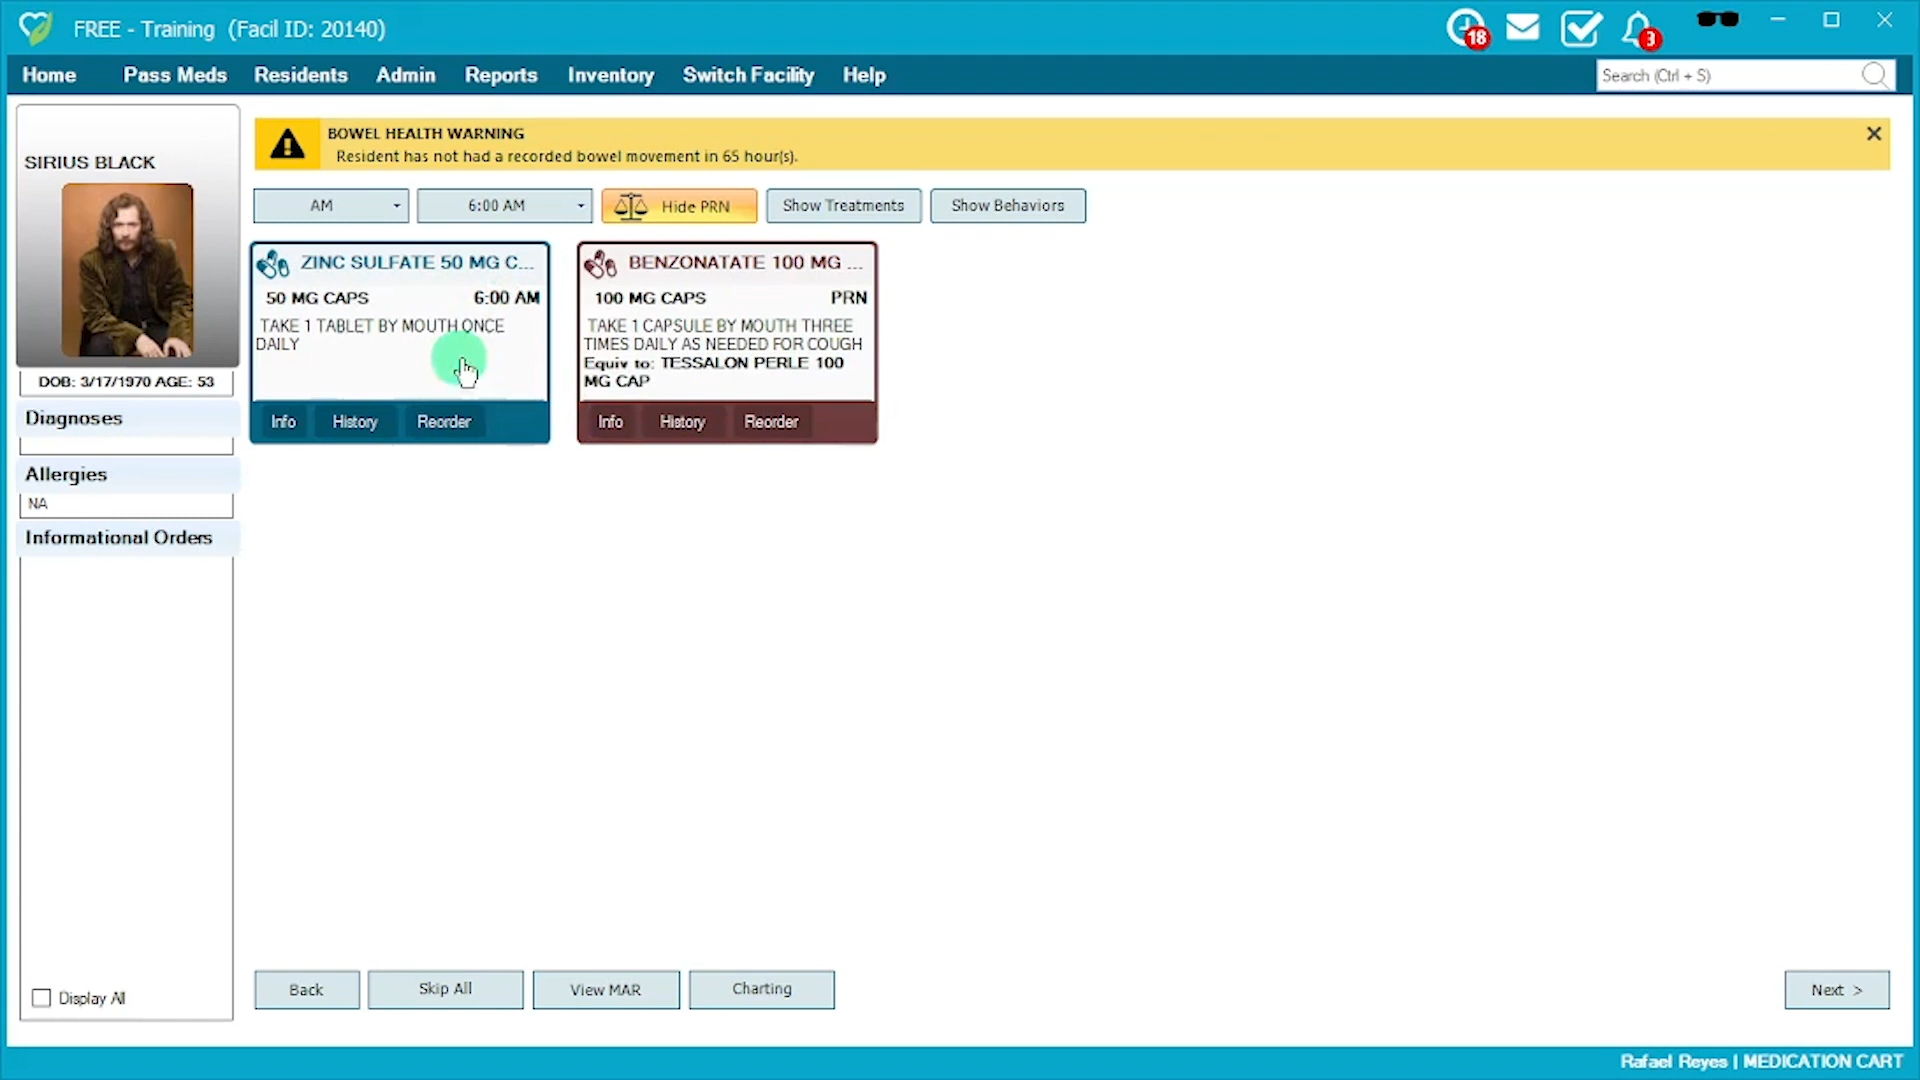 FREE - Training (Facil ID: 20140)
18
3
Home Pass Meds Residents Admin Reports Inventory Switch Facility Help
Search (Ctrl + S)
SIRIUS BLACK
DOB: 3/17/1970 AGE: 53
Diagnoses
Allergies
NA
Informational Orders
Display All
BOWEL HEALTH WARNING
Resident has not had a recorded bowel movement in 65 hour(s).
AM 6:00 AM Hide PRN Show Treatments Show Behaviors
ZINC SULFATE 50 MG C...
50 MG CAPS 6:00 AM
TAKE 1 TABLET BY MOUTH ONCE
DAILY
Info History Reorder
BENZONATATE 100 MG ...
100 MG CAPS PRN
TAKE 1 CAPSULE BY MOUTH THREE
TIMES DAILY AS NEEDED FOR COUGH
Equiv to: TESSALON PERLE 100
MG CAP
Info History Reorder
Back Skip All View MAR Charting Next >
Rafael Reyes | MEDICATION CART